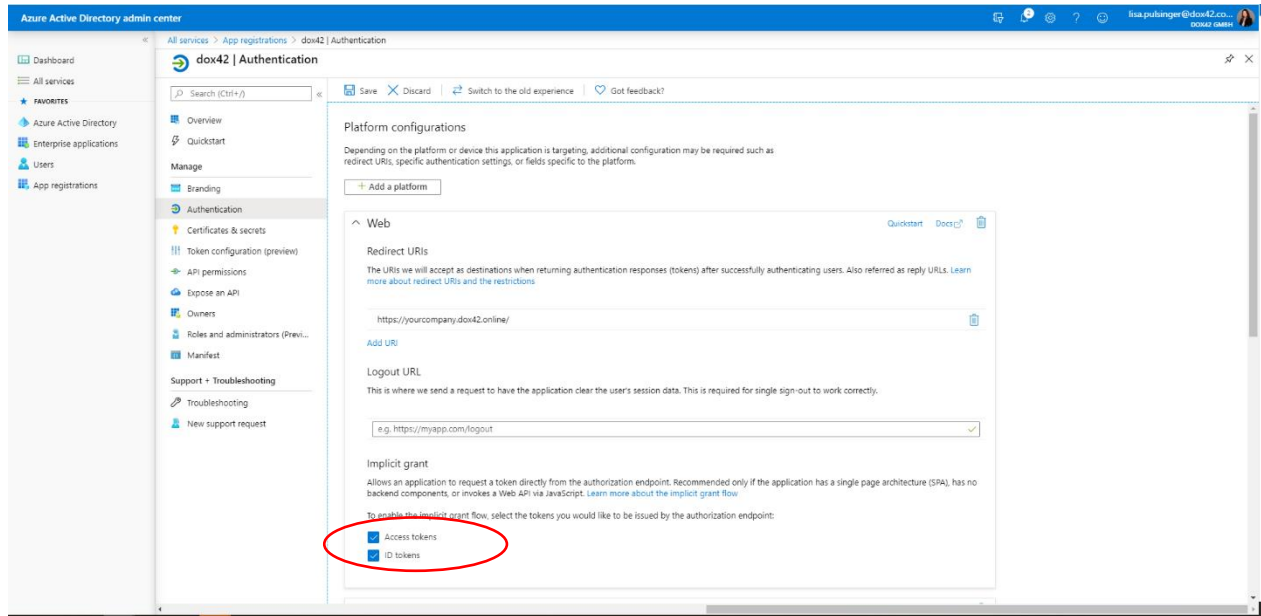 Azure Active Directory admin center
2
lisa.pulsinger@dox42.co...
DOX42 GMBH
All services > App registrations > dox42 | Authentication
Dashboard
All services
FAVORITES
Azure Active Directory
Enterprise applications
Users
App registrations
dox42 | Authentication
Search (Ctrl+/)
Overview
Quickstart
Manage
Branding
Authentication
Certificates & secrets
Token configuration (preview)
API permissions
Expose an API
Owners
Roles and administrators (Previ...
Manifest
Support + Troubleshooting
Troubleshooting
New support request
Save Discard Switch to the old experience Got feedback?
Platform configurations
Depending on the platform or device this application is targeting, additional configuration may be required such as
redirect URIs, specific authentication settings, or fields specific to the platform.
+ Add a platform
Web
Quickstart Docs
Redirect URIs
The URIs we will accept as destinations when returning authentication responses (tokens) after successfully authenticating users. Also referred as reply URLs. Learn
more about redirect URIs and the restrictions
https://yourcompany.dox42.online/
Add URI
Logout URL
This is where we send a request to have the application clear the user's session data. This is required for single sign-out to work correctly.
e.g. https://myapp.com/logout
Implicit grant
Allows an application to request a token directly from the authorization endpoint. Recommended only if the application has a single page architecture (SPA), has no
backend components, or invokes a Web API via JavaScript. Learn more about the implicit grant flow
To enable the implicit grant flow, select the tokens you would like to be issued by the authorization endpoint:
Access tokens
ID tokens